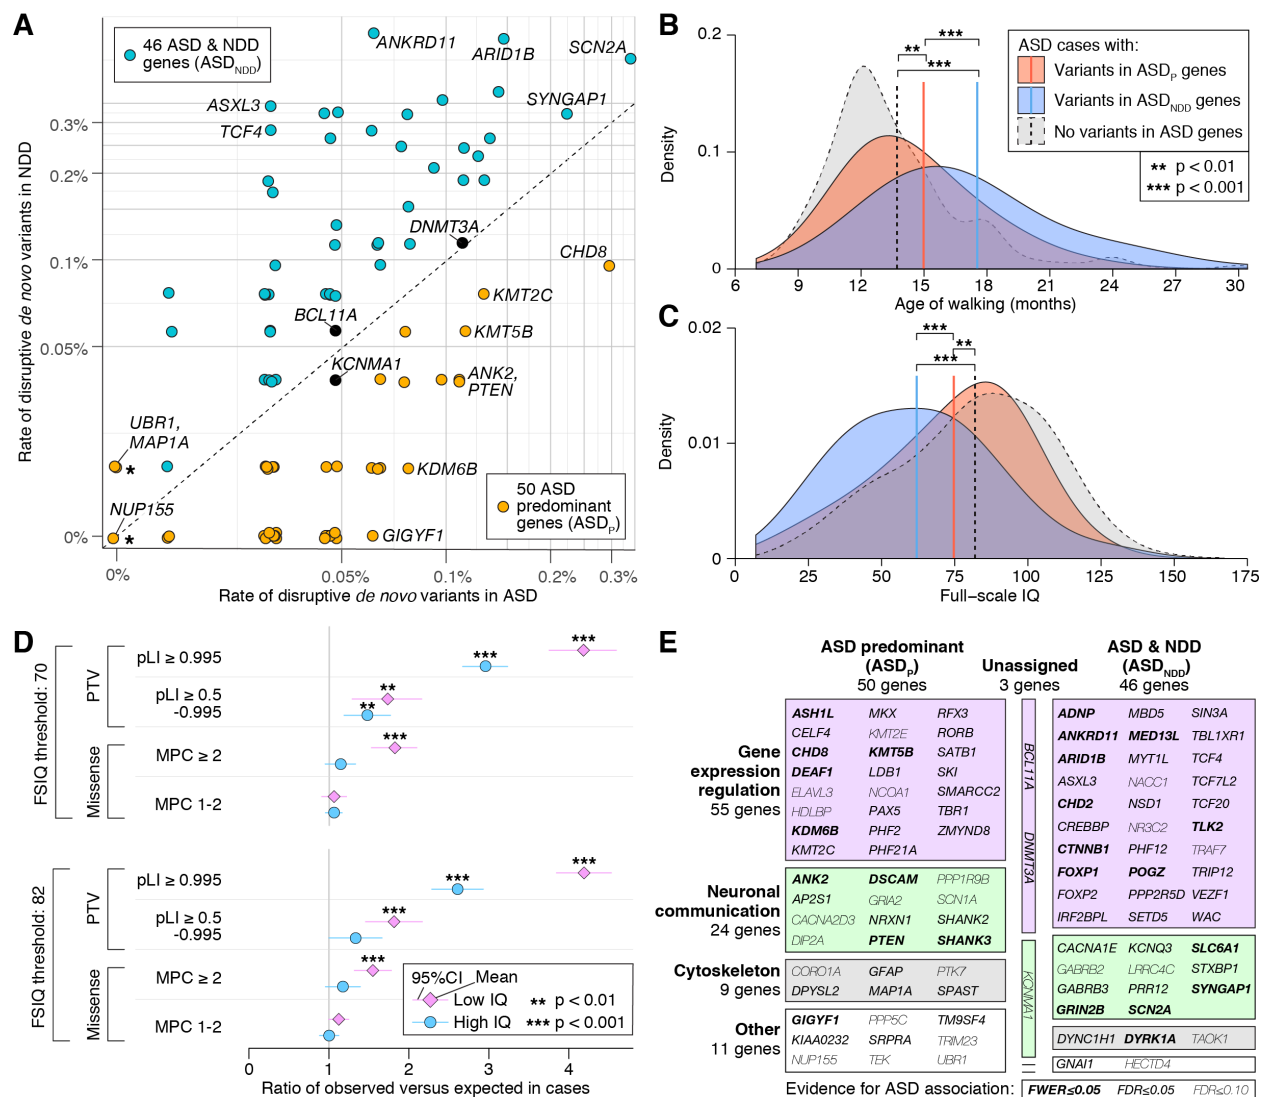 A
46 ASD & NDD
genes (ASDNDD)
ANKRD11
ARID1B
SCN2A
ASXL3
TCF4
SYNGAP1
DNMT3A
CHD8
KMT2C
BCL11A
KMT5B
KCNMA1
ANK2,
PTEN
UBR1,
MAP1A
*
KDM6B
NUP155
*
GIGYF1
50 ASD
predominant
genes (ASDP)
0.3%
0.2%
0.1%
0.05%
0%
Rate of disruptive de novo variants in NDD
0%
0.05%
0.1%
0.2%
0.3%
Rate of disruptive de novo variants in ASD
B
0.2
0.1
0
Density
***
**
***
ASD cases with:
Variants in ASDP genes
Variants in ASDNDD genes
No variants in ASD genes
** p < 0.01
*** p < 0.001
6
9
12
15
18
21
24
27
30
Age of walking (months)
C
0.02
0.01
0
Density
***
**
***
0
25
50
75
100
125
150
175
Full−scale IQ
D
FSIQ threshold: 70
PTV
pLI ≥ 0.995
***
***
pLI ≥ 0.5
-0.995
**
**
Missense
MPC ≥ 2
***
MPC 1-2
FSIQ threshold: 82
PTV
pLI ≥ 0.995
***
***
pLI ≥ 0.5
-0.995
***
Missense
MPC ≥ 2
***
MPC 1-2
95%CI Mean
Low IQ ** p < 0.01
High IQ *** p < 0.001
0
1
2
3
4
Ratio of observed versus expected in cases
E
ASD predominant
(ASDP)
50 genes
Unassigned
3 genes
ASD & NDD
(ASDNDD)
46 genes
Gene
expression
regulation
55 genes
ASH1L MKX RFX3
CELF4 KMT2E RORB
CHD8 KMT5B SATB1
DEAF1 LDB1 SKI
ELAVL3 NCOA1 SMARCC2
HDLBP PAX5 TBR1
KDM6B PHF2 ZMYND8
KMT2C PHF21A
BCL11A
DNMT3A
ADNP MBD5 SIN3A
ANKRD11 MED13L TBL1XR1
ARID1B MYT1L TCF4
ASXL3 NACC1 TCF7L2
CHD2 NSD1 TCF20
CREBBP NR3C2 TLK2
CTNNB1 PHF12 TRAF7
FOXP1 POGZ TRIP12
FOXP2 PPP2R5D VEZF1
IRF2BPL SETD5 WAC
Neuronal
communication
24 genes
ANK2 DSCAM PPP1R9B
AP2S1 GRIA2 SCN1A
CACNA2D3 NRXN1 SHANK2
DIP2A PTEN SHANK3
KCNMA1
CACNA1E KCNQ3 SLC6A1
GABRB2 LRRC4C STXBP1
GABRB3 PRR12 SYNGAP1
GRIN2B SCN2A
Cytoskeleton
9 genes
CORO1A GFAP PTK7
DPYSL2 MAP1A SPAST
DYNC1H1 DYRK1A TAOK1
Other
11 genes
GIGYF1 PPP5C TM9SF4
KIAA0232 SRPRA TRIM23
NUP155 TEK UBR1
GNAI1 HECTD4
Evidence for ASD association: FWER≤0.05 FDR≤0.05 FDR≤0.10